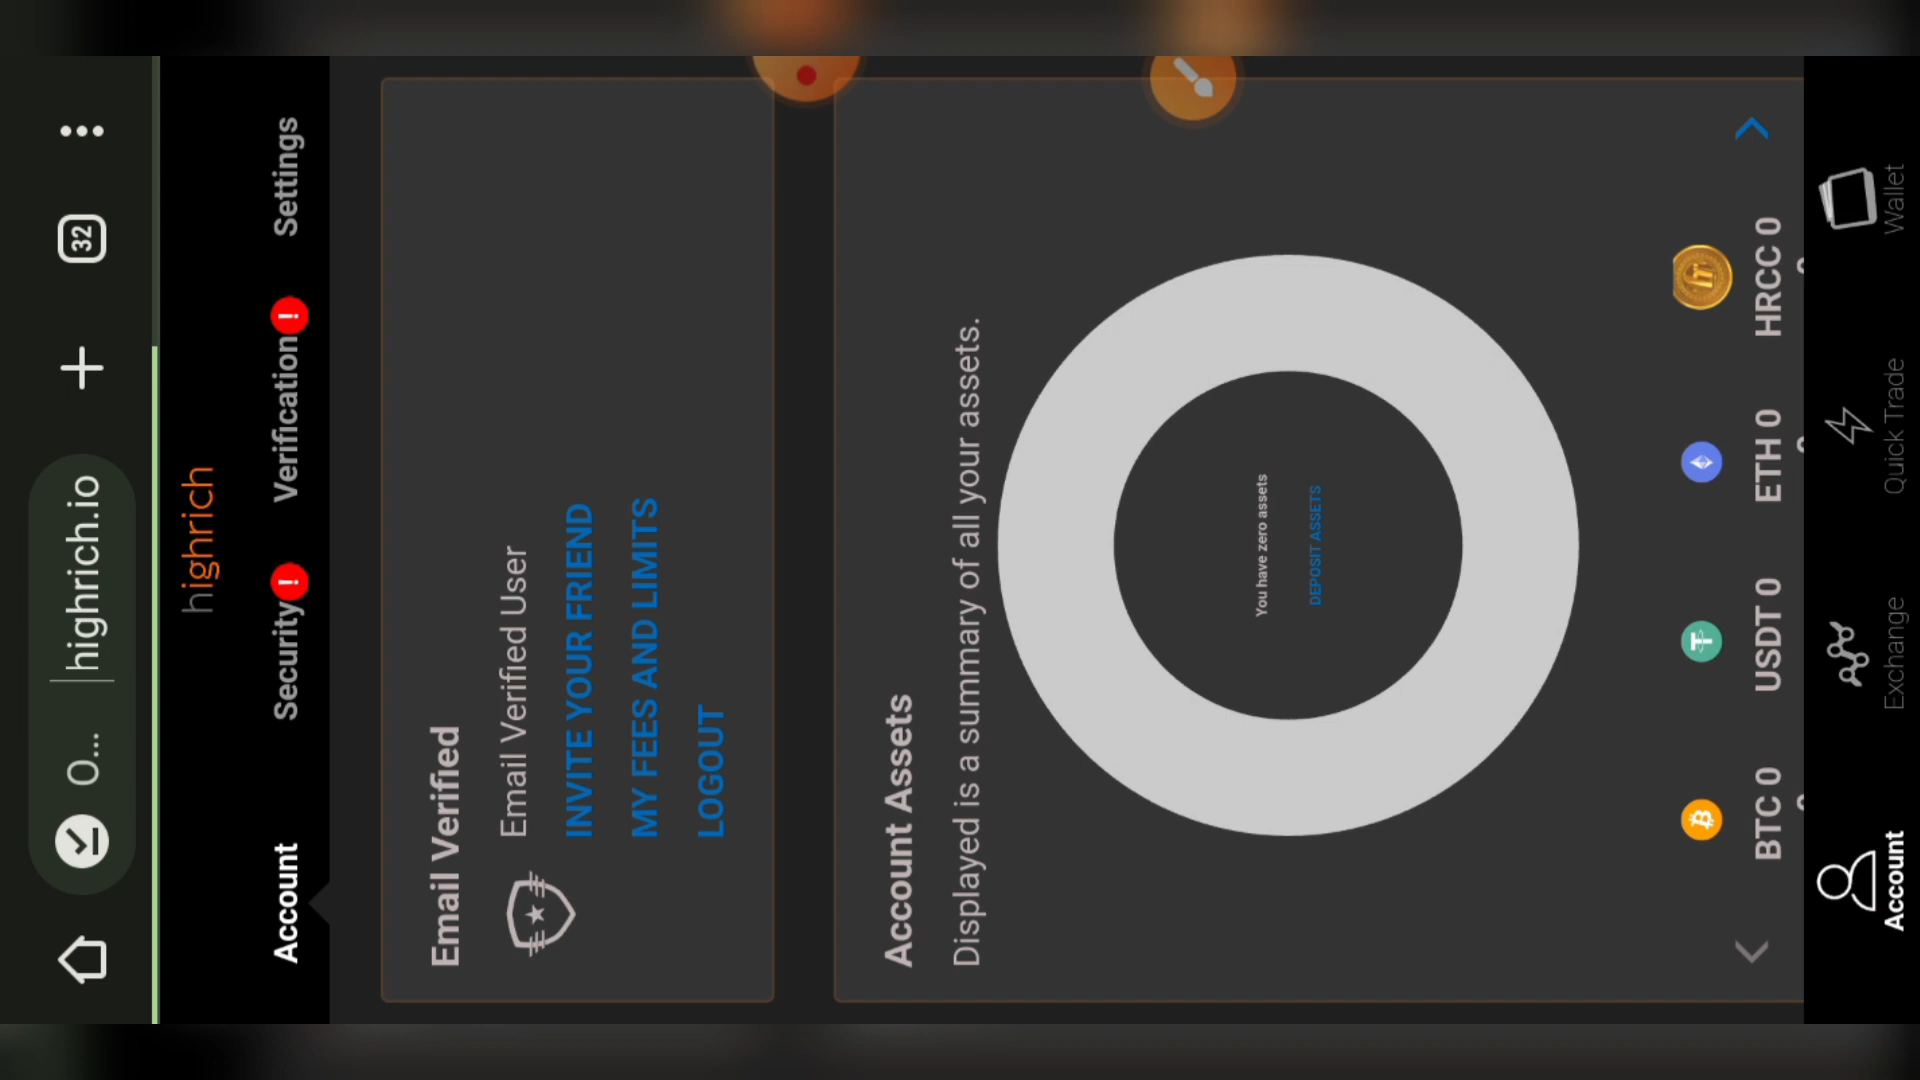 32
O...
highrich.io
highrich
Account
Security!
Verification!
Settings
Email Verified
Email Verified User
INVITE YOUR FRIEND
MY FEES AND LIMITS
LOGOUT
Account Assets
Displayed is a summary of all your assets.
You have zero assets
DEPOSIT ASSETS
BTC 0
USDT 0
ETH 0
HRCC 0
Account
Exchange
Quick Trade
Wallet